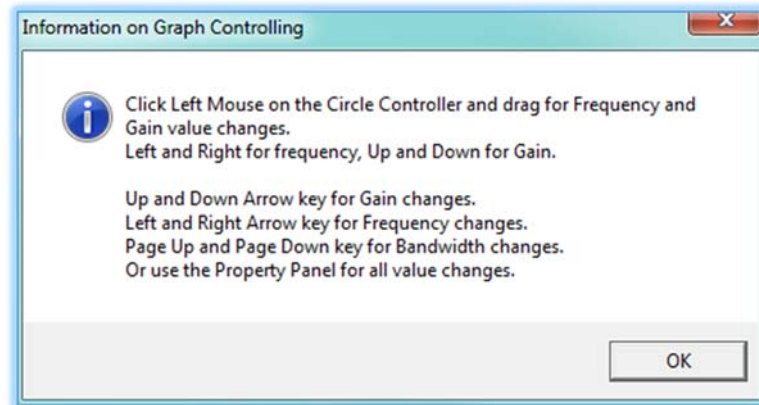 Information on Graph Controlling
Click Left Mouse on the Circle Controller and drag for Frequency and
Gain value changes.
Left and Right for frequency, Up and Down for Gain.
Up and Down Arrow key for Gain changes.
Left and Right Arrow key for Frequency changes.
Page Up and Page Down key for Bandwidth changes.
Or use the Property Panel for all value changes.
OK